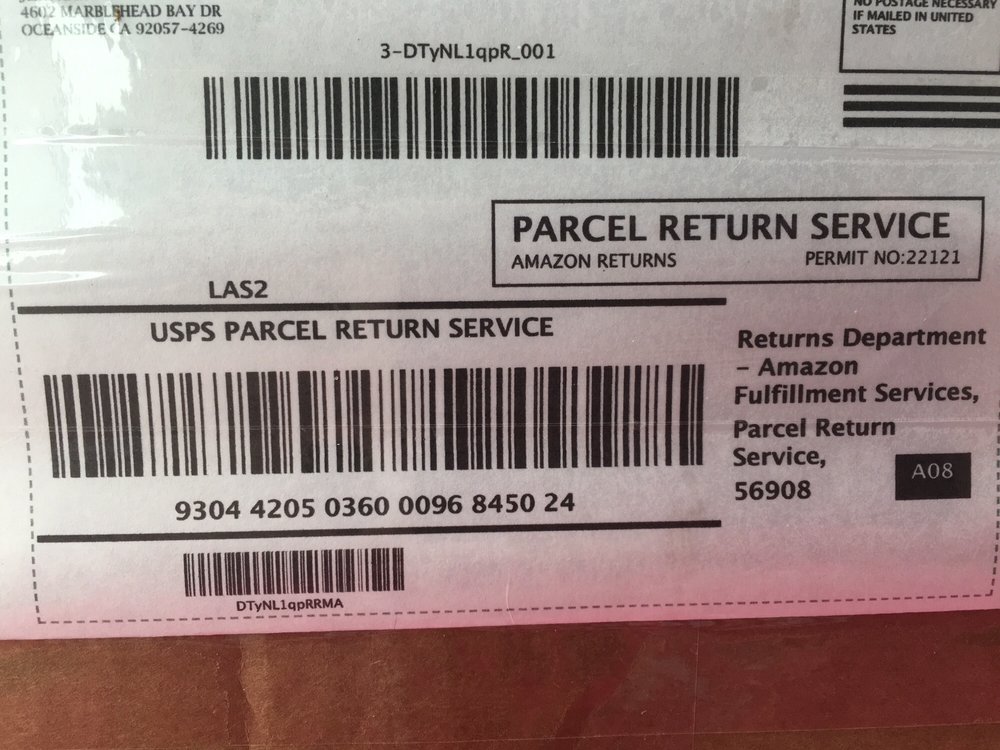 4602 MARBLEHEAD BAY DR
OCEANSIDE CA 92057-4269
NO POSTAGE NECESSARY
IF MAILED IN UNITED
STATES
3-DTyNL1qpR_001
PARCEL RETURN SERVICE
AMAZON RETURNS PERMIT NO:22121
LAS2
USPS PARCEL RETURN SERVICE
9304 4205 0360 0096 8450 24
Returns Department
– Amazon
Fulfillment Services,
Parcel Return
Service,
56908
A08
DTyNL1qpRRMA